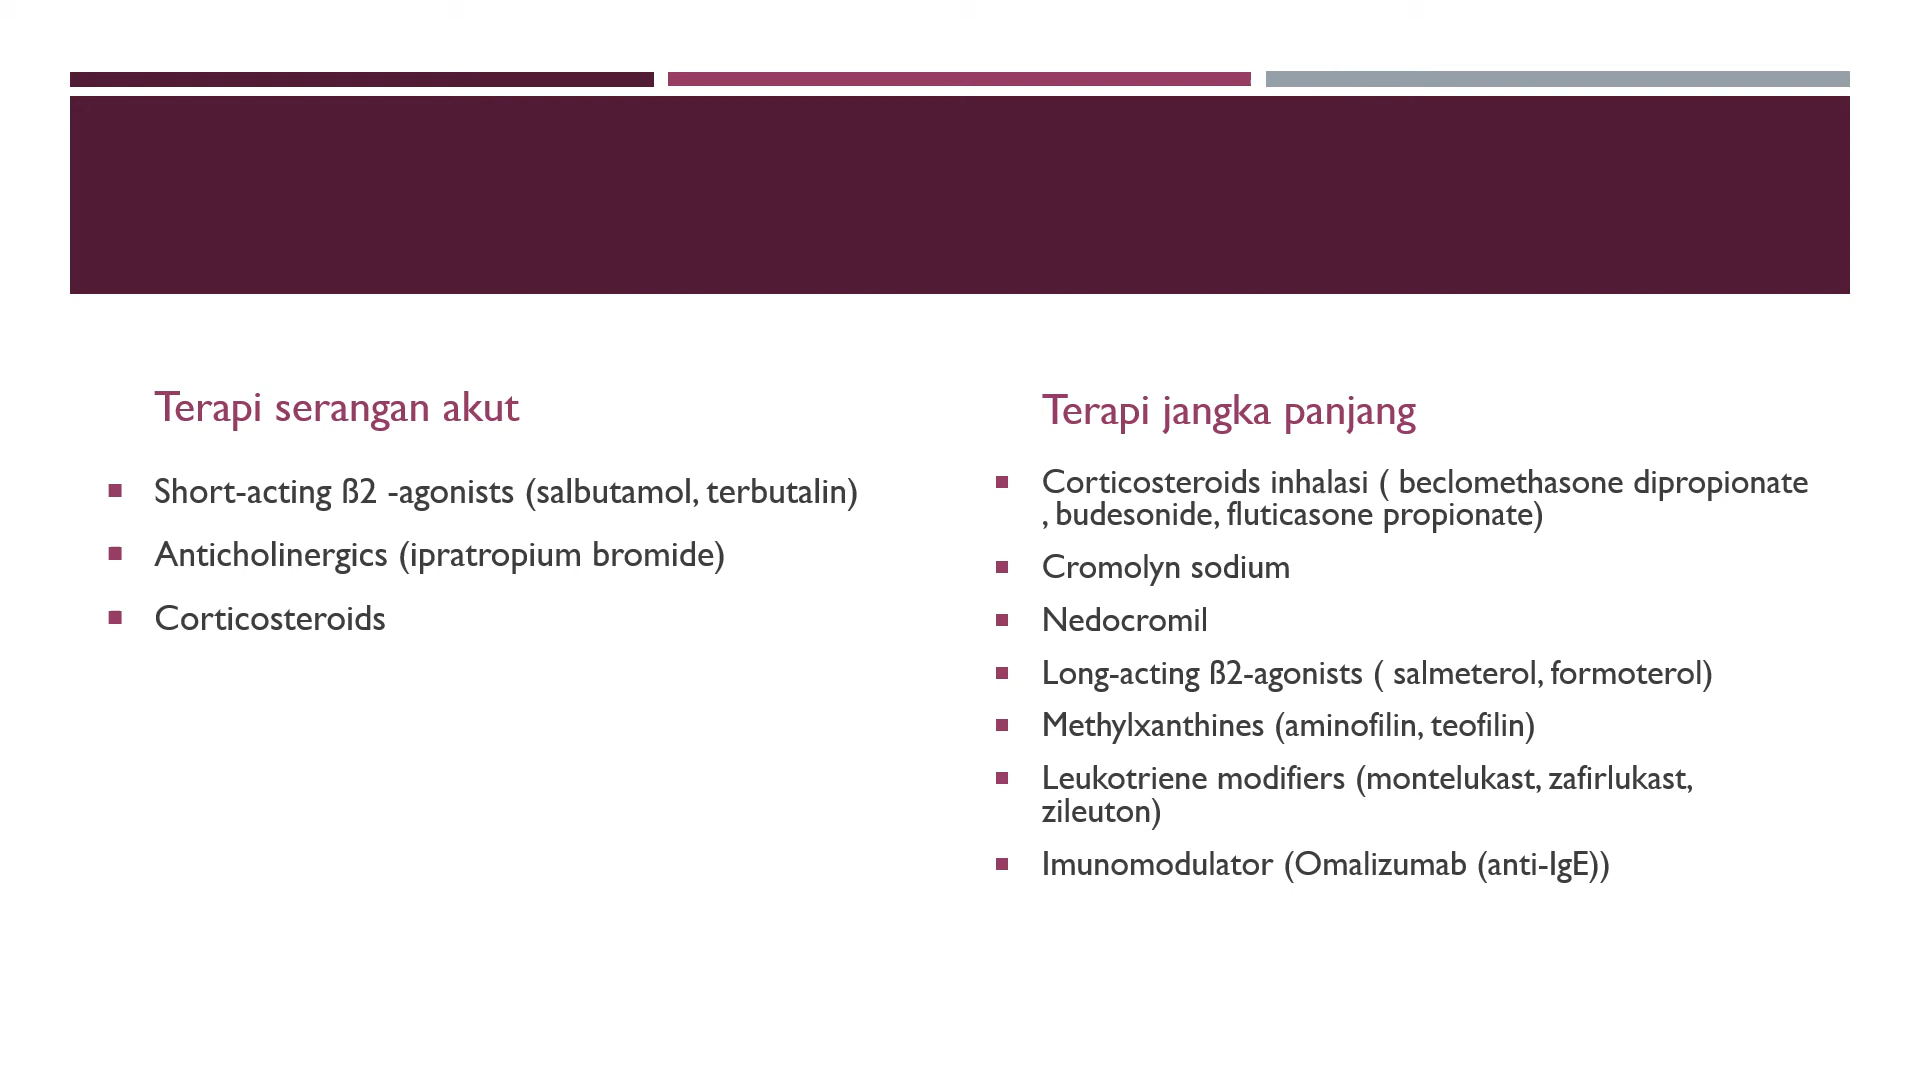 Terapi serangan akut
▪ Short-acting ß2 -agonists (salbutamol, terbutalin)
▪ Anticholinergics (ipratropium bromide)
▪ Corticosteroids
Terapi jangka panjang
▪ Corticosteroids inhalasi ( beclomethasone dipropionate
, budesonide, fluticasone propionate)
▪ Cromolyn sodium
▪ Nedocromil
▪ Long-acting ß2-agonists ( salmeterol, formoterol)
▪ Methylxanthines (aminofilin, teofilin)
▪ Leukotriene modifiers (montelukast, zafirlukast,
zileuton)
▪ Imunomodulator (Omalizumab (anti-IgE))